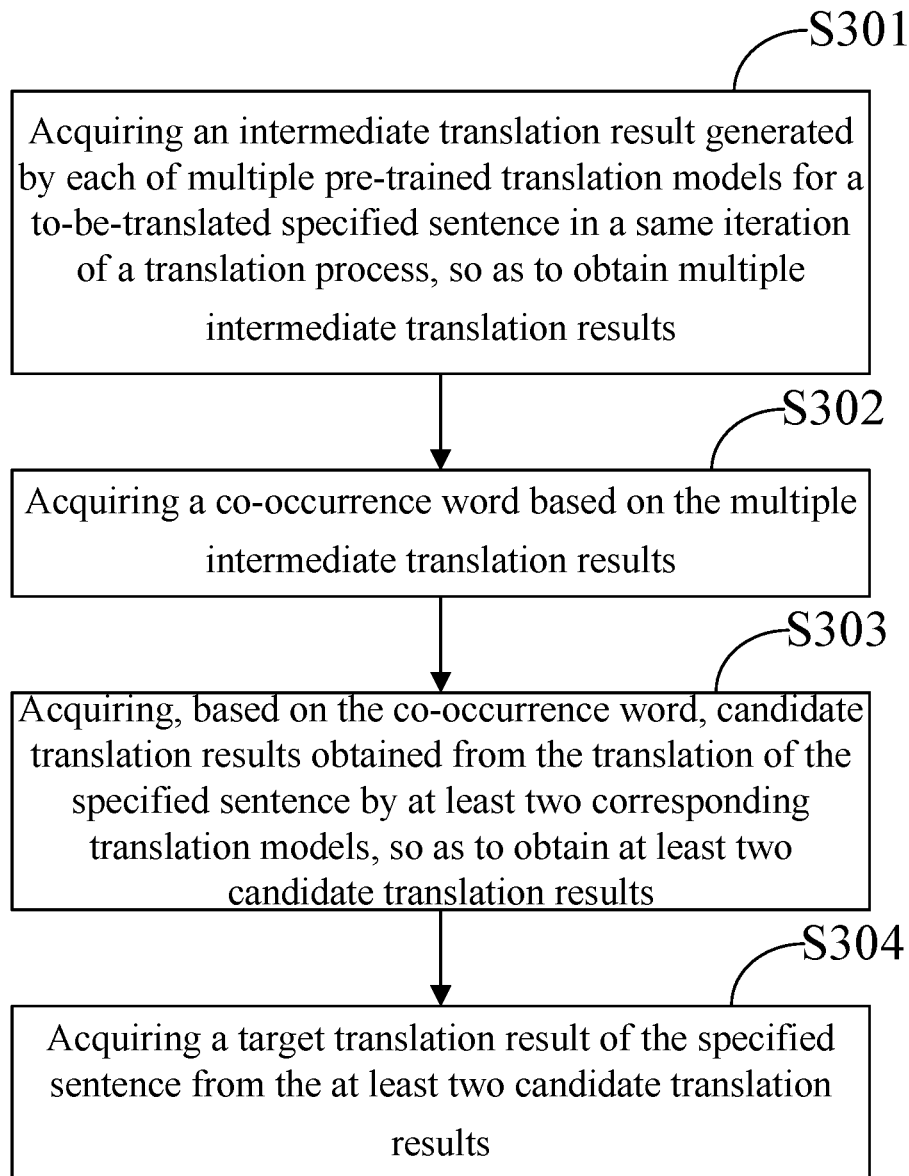 S301
Acquiring an intermediate translation result generated
by each of multiple pre-trained translation models for a
to-be-translated specified sentence in a same iteration
of a translation process, so as to obtain multiple
intermediate translation results
S302
Acquiring a co-occurrence word based on the multiple
intermediate translation results
S303
Acquiring, based on the co-occurrence word, candidate
translation results obtained from the translation of the
specified sentence by at least two corresponding
translation models, so as to obtain at least two
candidate translation results
S304
Acquiring a target translation result of the specified
sentence from the at least two candidate translation
results